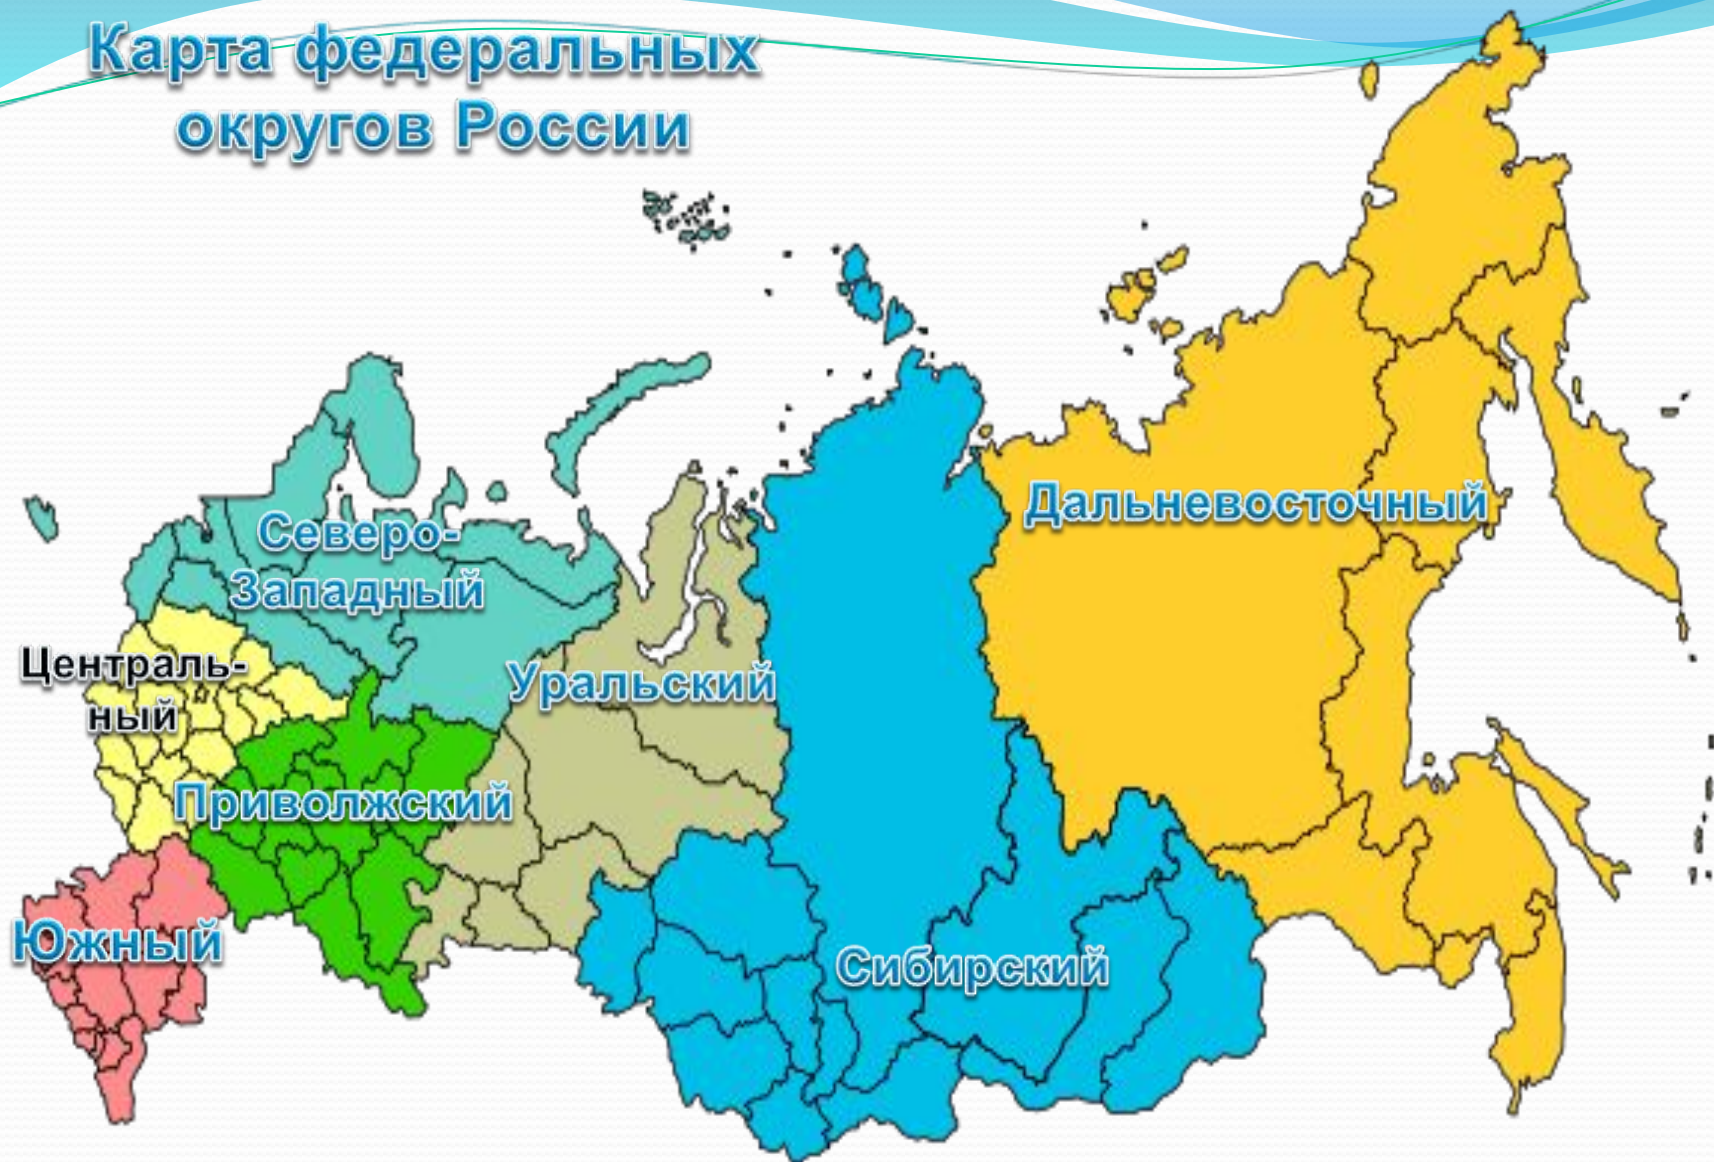 Карта федеральных
округов России
Дальневосточный
Северо-
Западный
Централь-
ный
Уральский
Приволжский
Южный
Сибирский